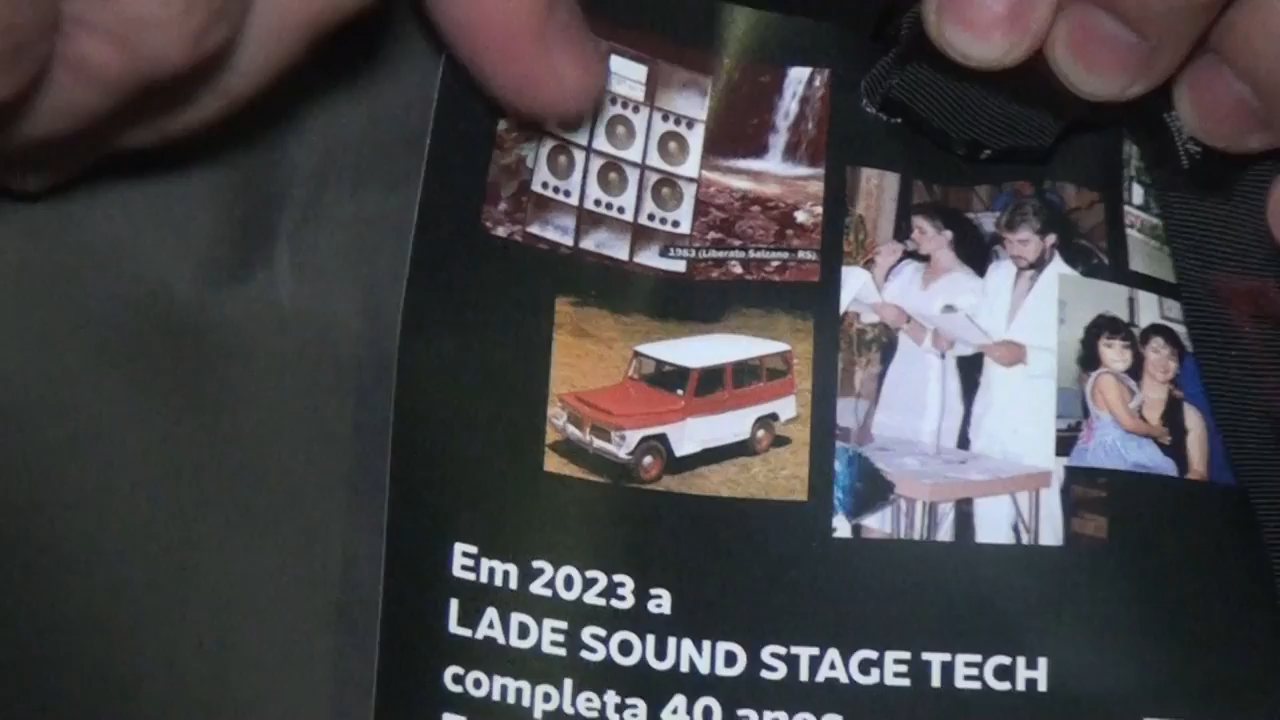 1983 (Liberato Salzano - RS)
Em 2023 a
LADE SOUND STAGE TECH
completa 40 anos